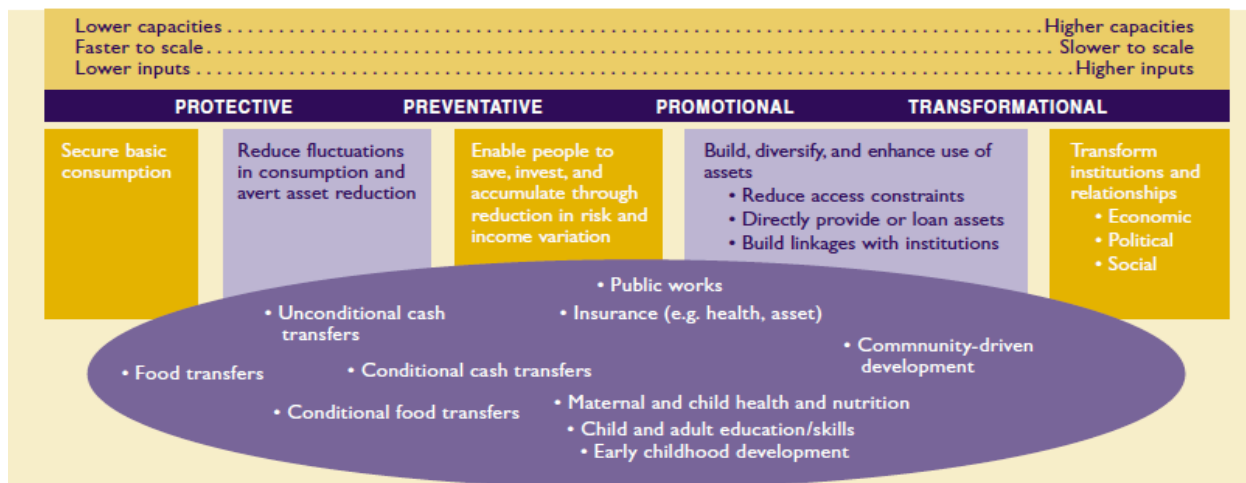 Lower capacities . . . . . . . . . . . . . . . . . . . . . . . . . . . . . . . . . . . . . . . . Higher capacities
Faster to scale . . . . . . . . . . . . . . . . . . . . . . . . . . . . . . . . . . . . . . . . Slower to scale
Lower inputs . . . . . . . . . . . . . . . . . . . . . . . . . . . . . . . . . . . . . . . . Higher inputs
PROTECTIVE PREVENTATIVE PROMOTIONAL TRANSFORMATIONAL
Secure basic
consumption
Reduce fluctuations
in consumption and
avert asset reduction
Enable people to
save, invest, and
accumulate through
reduction in risk and
income variation
Build, diversify, and enhance use of
assets
• Reduce access constraints
• Directly provide or loan assets
• Build linkages with institutions
Transform
institutions and
relationships
• Economic
• Political
• Social
• Public works
• Unconditional cash
transfers
• Insurance (e.g. health, asset)
• Commnunity-driven
development
• Food transfers
• Conditional cash transfers
• Conditional food transfers
• Maternal and child health and nutrition
• Child and adult education/skills
• Early childhood development